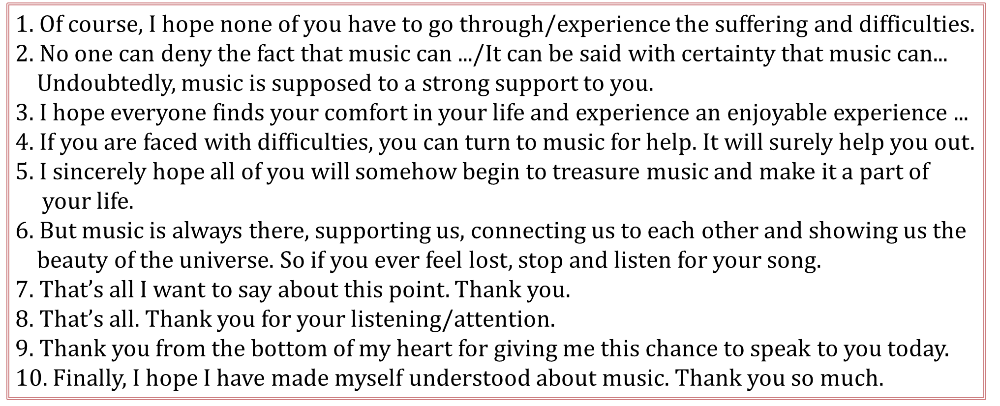 1. Of course, I hope none of you have to go through/experience the suffering and difficulties.
2. No one can deny the fact that music can .../It can be said with certainty that music can...
Undoubtedly, music is supposed to a strong support to you.
3. I hope everyone finds your comfort in your life and experience an enjoyable experience ...
4. If you are faced with difficulties, you can turn to music for help. It will surely help you out.
5. I sincerely hope all of you will somehow begin to treasure music and make it a part of
your life.
6. But music is always there, supporting us, connecting us to each other and showing us the
beauty of the universe. So if you ever feel lost, stop and listen for your song.
7. That’s all I want to say about this point. Thank you.
8. That’s all. Thank you for your listening/attention.
9. Thank you from the bottom of my heart for giving me this chance to speak to you today.
10. Finally, I hope I have made myself understood about music. Thank you so much.